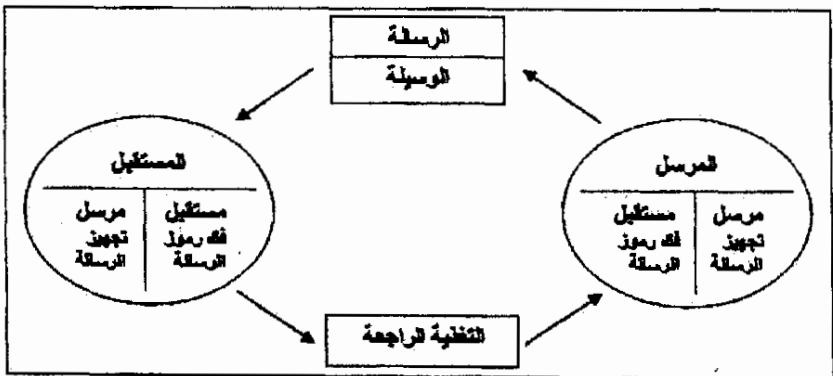 الرسالة
الوسيلة
المرسل
مرسل
تجهيز
الرسالة
مستقبل
فك رموز
الرسالة
المستقبل
مستقبل
فك رموز
الرسالة
مرسل
تجهيز
الرسالة
التغذية الراجعة